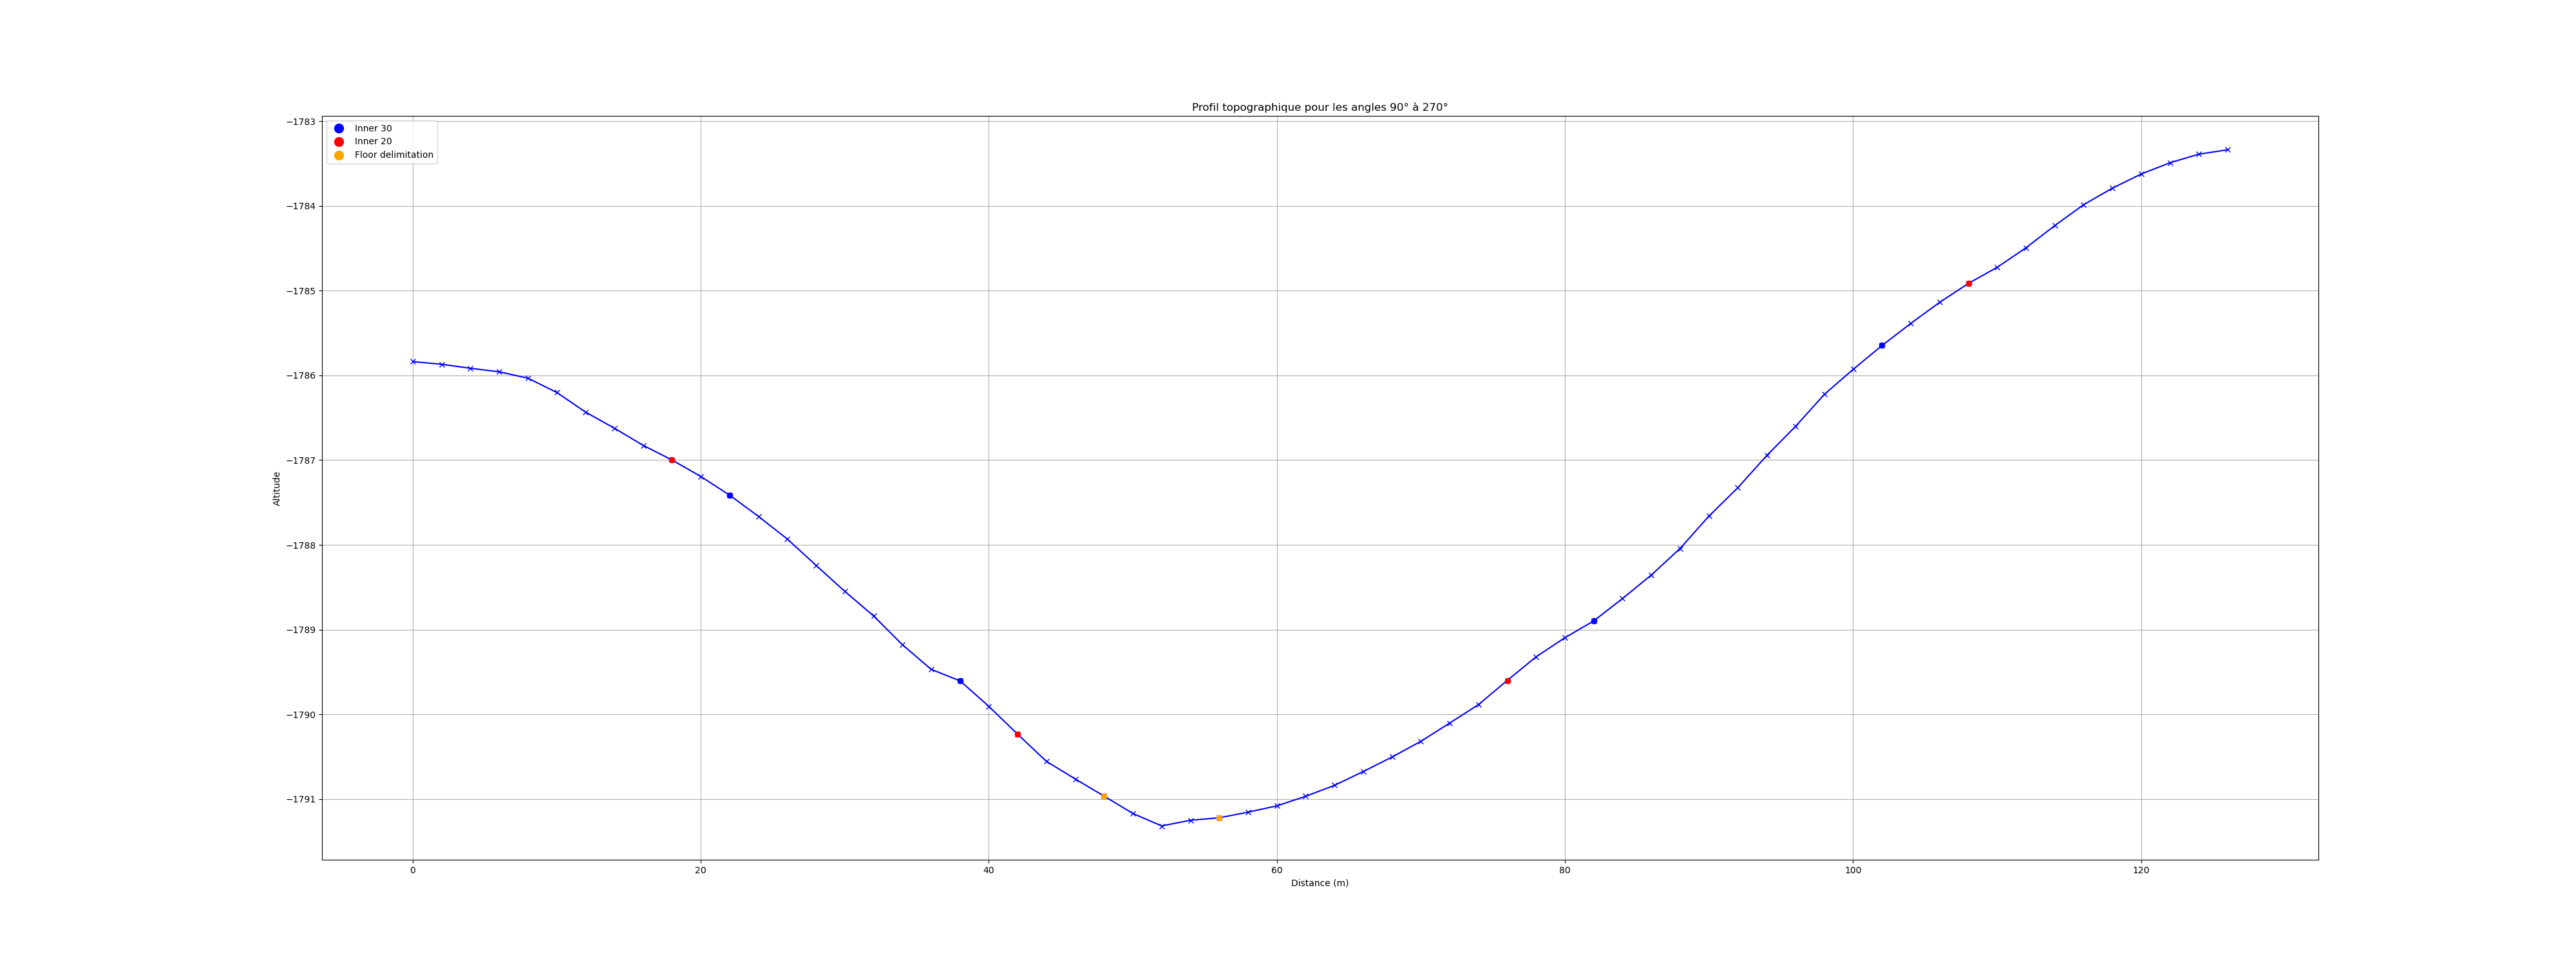 Profil topographique pour les angles 90° à 270°
Inner 30
Inner 20
Floor delimitation
−1783
−1784
−1785
−1786
−1787
−1788
−1789
−1790
−1791
Altitude
0 20 40 60 80 100 120
Distance (m)